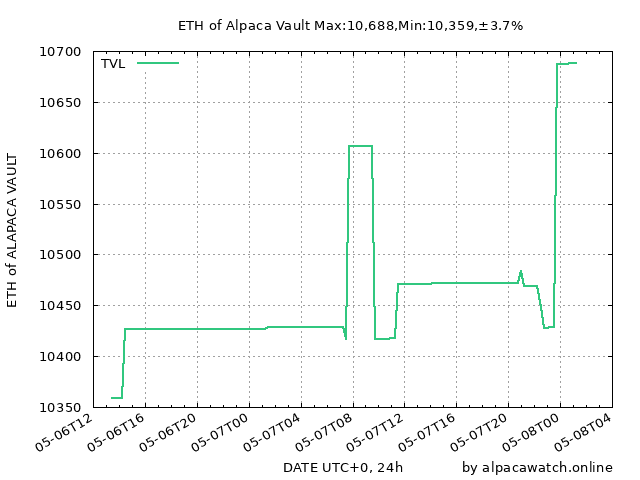 ETH of Alpaca Vault Max:10,688,Min:10,359,±3.7%
TVL
ETH of ALAPACA VAULT
10700
10650
10600
10550
10500
10450
10400
10350
05-06T12
05-06T16
05-06T20
05-07T00
05-07T04
05-07T08
05-07T12
05-07T16
05-07T20
05-08T00
05-08T04
DATE UTC+0, 24h
by alpacawatch.online